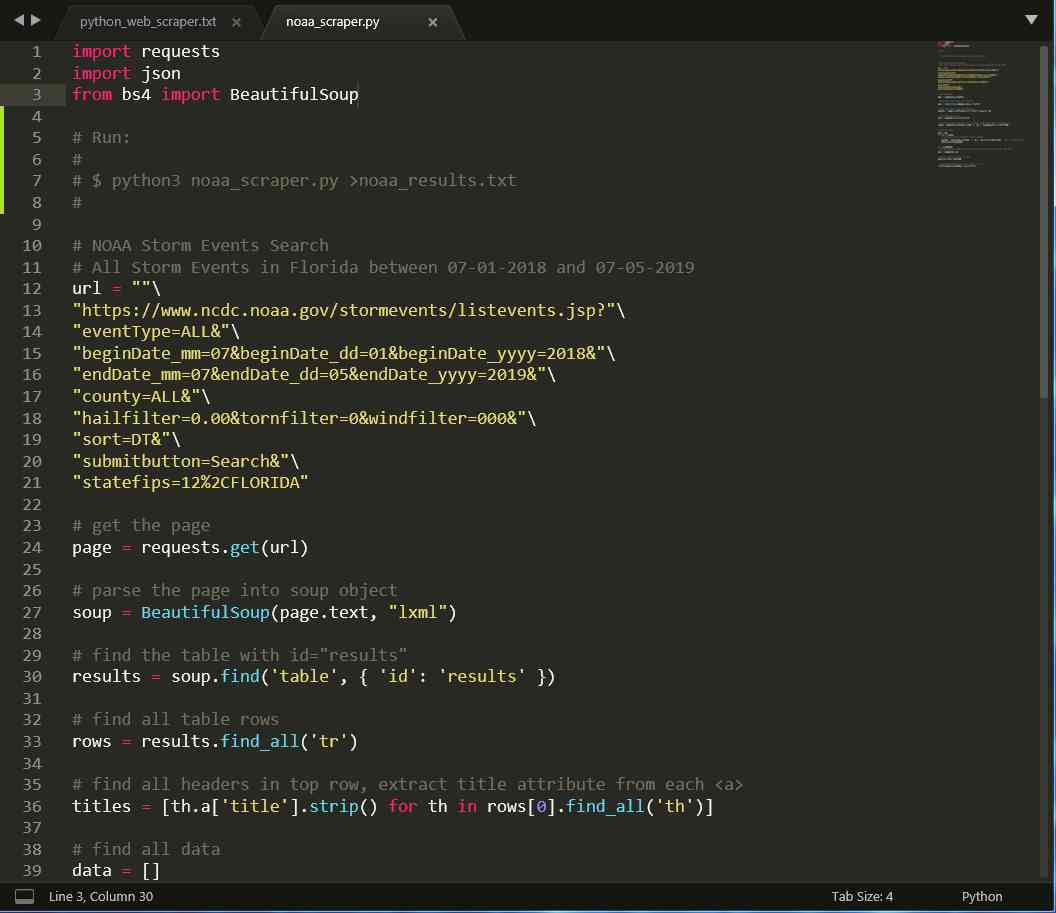 python_web_scraper.txt × noaa_scraper.py ×
1 import requests
2 import json
3 from bs4 import BeautifulSoup
4
5 # Run:
6 #
7 # $ python3 noaa_scraper.py >noaa_results.txt
8 #
9
10 # NOAA Storm Events Search
11 # All Storm Events in Florida between 07-01-2018 and 07-05-2019
12 url = ""\
13 "https://www.ncdc.noaa.gov/stormevents/listevents.jsp?"\
14 "eventType=ALL&"\
15 "beginDate_mm=07&beginDate_dd=01&beginDate_yyyy=2018&"\
16 "endDate_mm=07&endDate_dd=05&endDate_yyyy=2019&"\
17 "county=ALL&"\
18 "hailfilter=0.00&tornfilter=0&windfilter=000&"\
19 "sort=DT&"\
20 "submitbutton=Search&"\
21 "statefips=12%2CFLORIDA"
22
23 # get the page
24 page = requests.get(url)
25
26 # parse the page into soup object
27 soup = BeautifulSoup(page.text, "lxml")
28
29 # find the table with id="results"
30 results = soup.find('table', { 'id': 'results' })
31
32 # find all table rows
33 rows = results.find_all('tr')
34
35 # find all headers in top row, extract title attribute from each <a>
36 titles = [th.a['title'].strip() for th in rows[0].find_all('th')]
37
38 # find all data
39 data = []
Line 3, Column 30 Tab Size: 4 Python